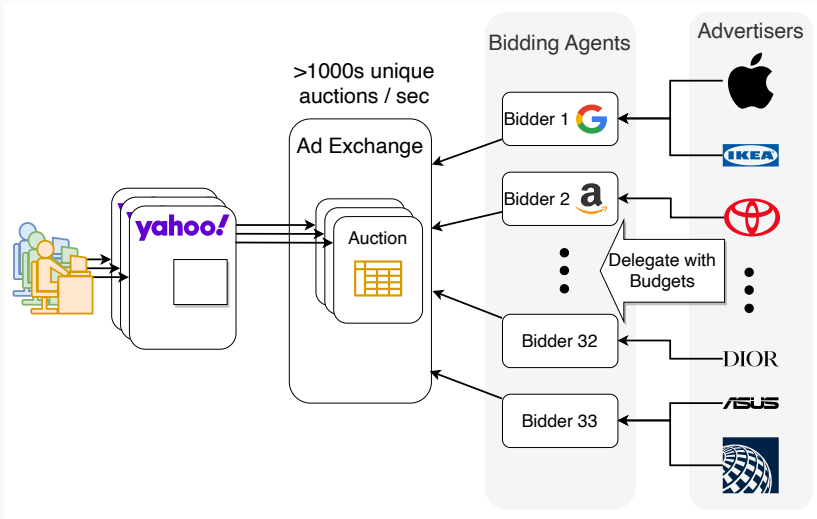 Advertisers
Bidding Agents
>1000s unique
auctions / sec
Ad Exchange
Bidder 1
G
IKEA
yahoo!
Bidder 2
a
Auction
Delegate with
Budgets
Bidder 32
DIOR
Bidder 33
ASUS